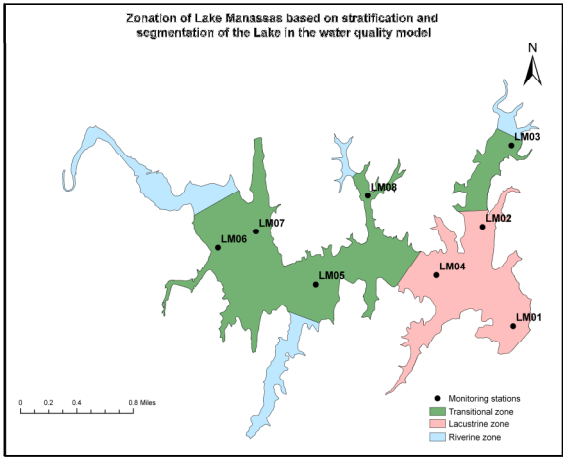 Zonation of Lake Manassas based on stratification and
segmentation of the Lake in the water quality model
N
LM03
LM08
LM02
LM07
LM06
LM04
LM05
LM01
Monitoring stations
Transitional zone
Lacustrine zone
Riverine zone
0 0.2 0.4 0.8 Miles